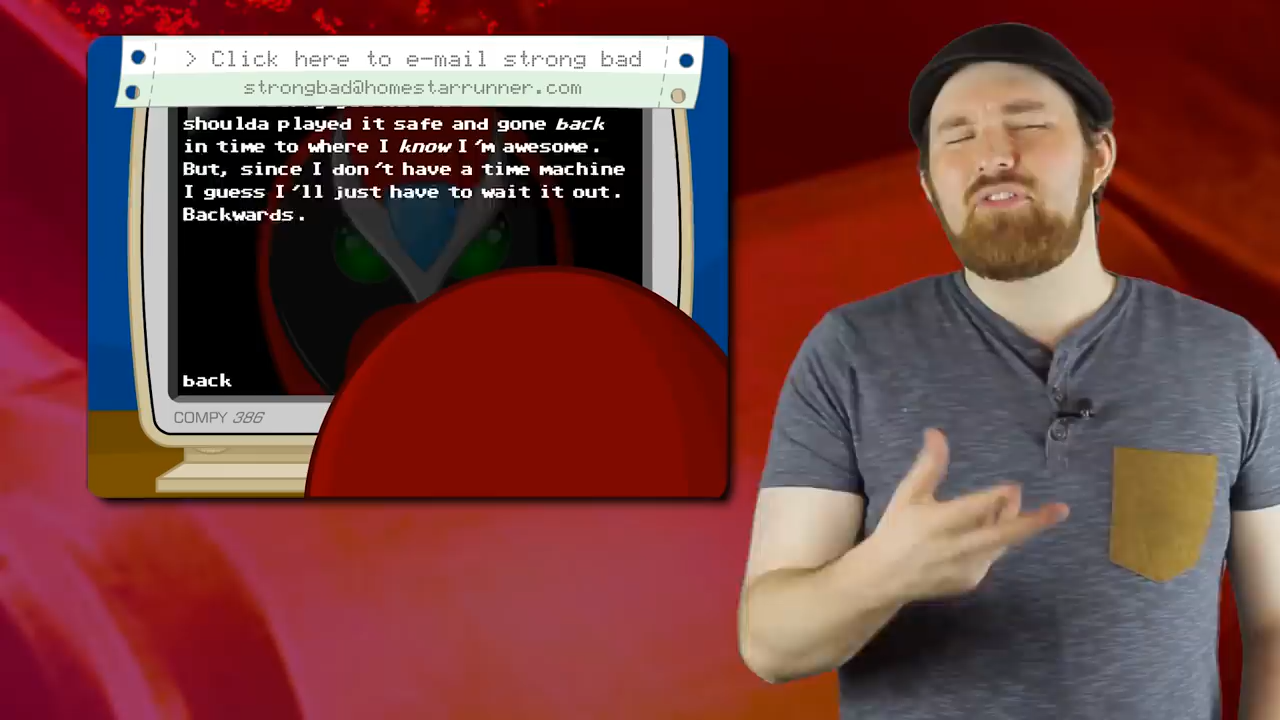 > Click here to e-mail strong bad
strongbad@homestarrunner.com
shoulda played it safe and gone back
in time to where I know I'm awesome.
But, since I don't have a time machine
I guess I'll just have to wait it out.
Backwards.
back
COMPY 386